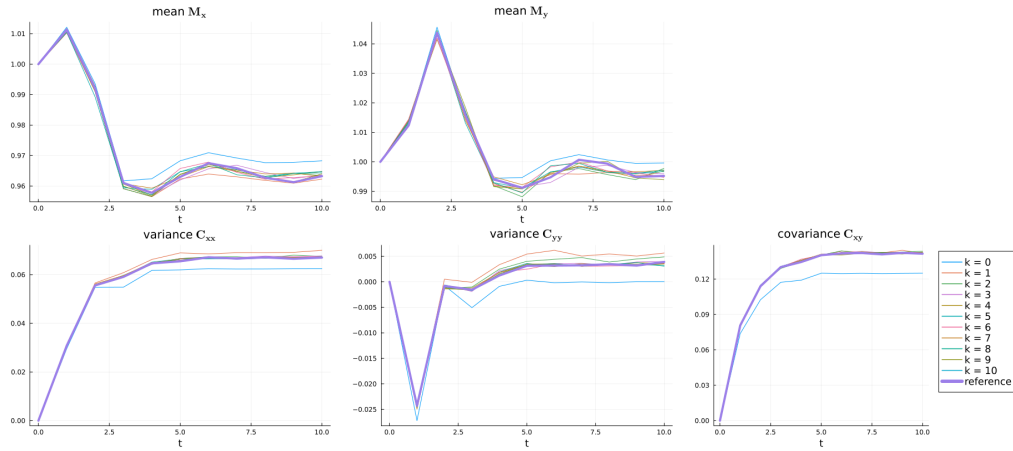 mean Mx
1.01
1.00
0.99
0.98
0.97
0.96
0.0
2.5
5.0
7.5
10.0
t
mean My
1.04
1.03
1.02
1.01
1.00
0.99
0.0
2.5
5.0
7.5
10.0
t
variance Cxx
0.06
0.04
0.02
0.00
0.0
2.5
5.0
7.5
10.0
t
variance Cyy
0.005
0.000
−0.005
−0.010
−0.015
−0.020
−0.025
0.0
2.5
5.0
7.5
10.0
t
covariance Cxy
0.12
0.09
0.06
0.03
0.00
0.0
2.5
5.0
7.5
10.0
t
k = 0
k = 1
k = 2
k = 3
k = 4
k = 5
k = 6
k = 7
k = 8
k = 9
k = 10
reference